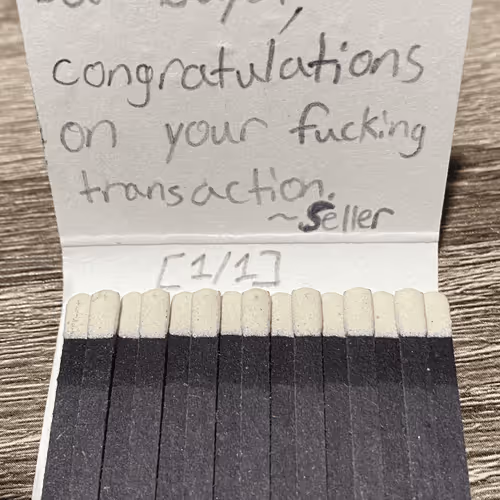 congratulations
on your fucking
transaction.
~Seller
[1/1]